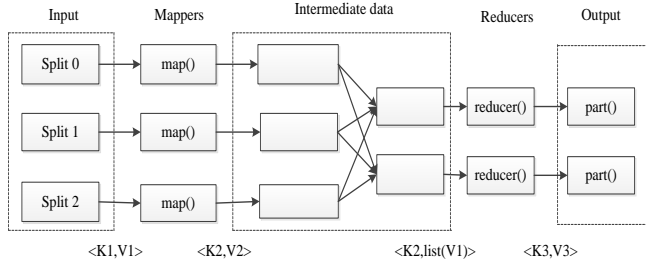 Input Mappers Intermediate data Reducers Output
Split 0 map()
Split 1 map() reducer() part()
Split 2 map() reducer() part()
<K1,V1> <K2,V2> <K2,list(V1)> <K3,V3>